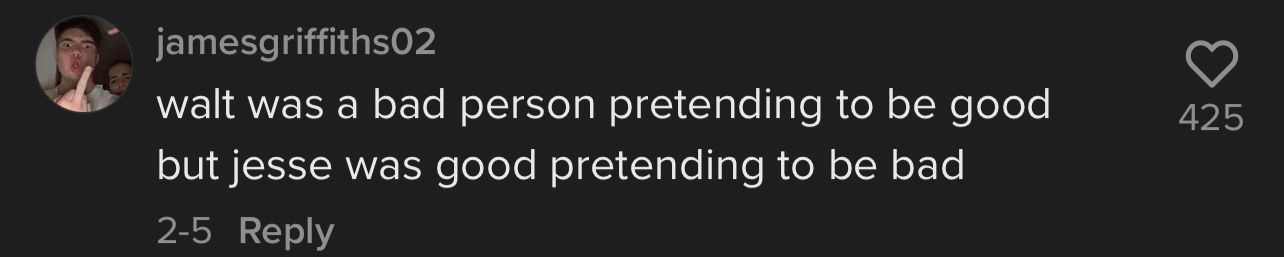 jamesgriffiths02
walt was a bad person pretending to be good
but jesse was good pretending to be bad
425
2-5 Reply